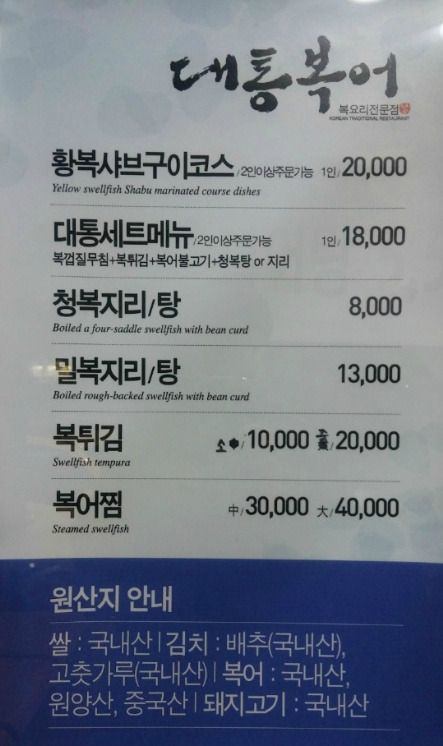 대통복어
복요리전문점
KOREAN TRADITIONAL RESTAURANT
황복샤브구이코스/2인이상주문가능 1인/20,000
Yellow swellfish Shabu marinated course dishes
대통세트메뉴/2인이상주문가능 1인/18,000
복껍질무침+복튀김+복어불고기+청복탕 or 지리
청복지리/탕 8,000
Boiled a four-saddle swellfish with bean curd
밀복지리/탕 13,000
Boiled rough-backed swellfish with bean curd
복튀김 소/10,000 /20,000
Swellfish tempura
복어찜 中/30,000 大/40,000
Steamed swellfish
원산지 안내
쌀 : 국내산 | 김치 : 배추(국내산),
고춧가루(국내산) | 복어 : 국내산,
원양산, 중국산 | 돼지고기 : 국내산